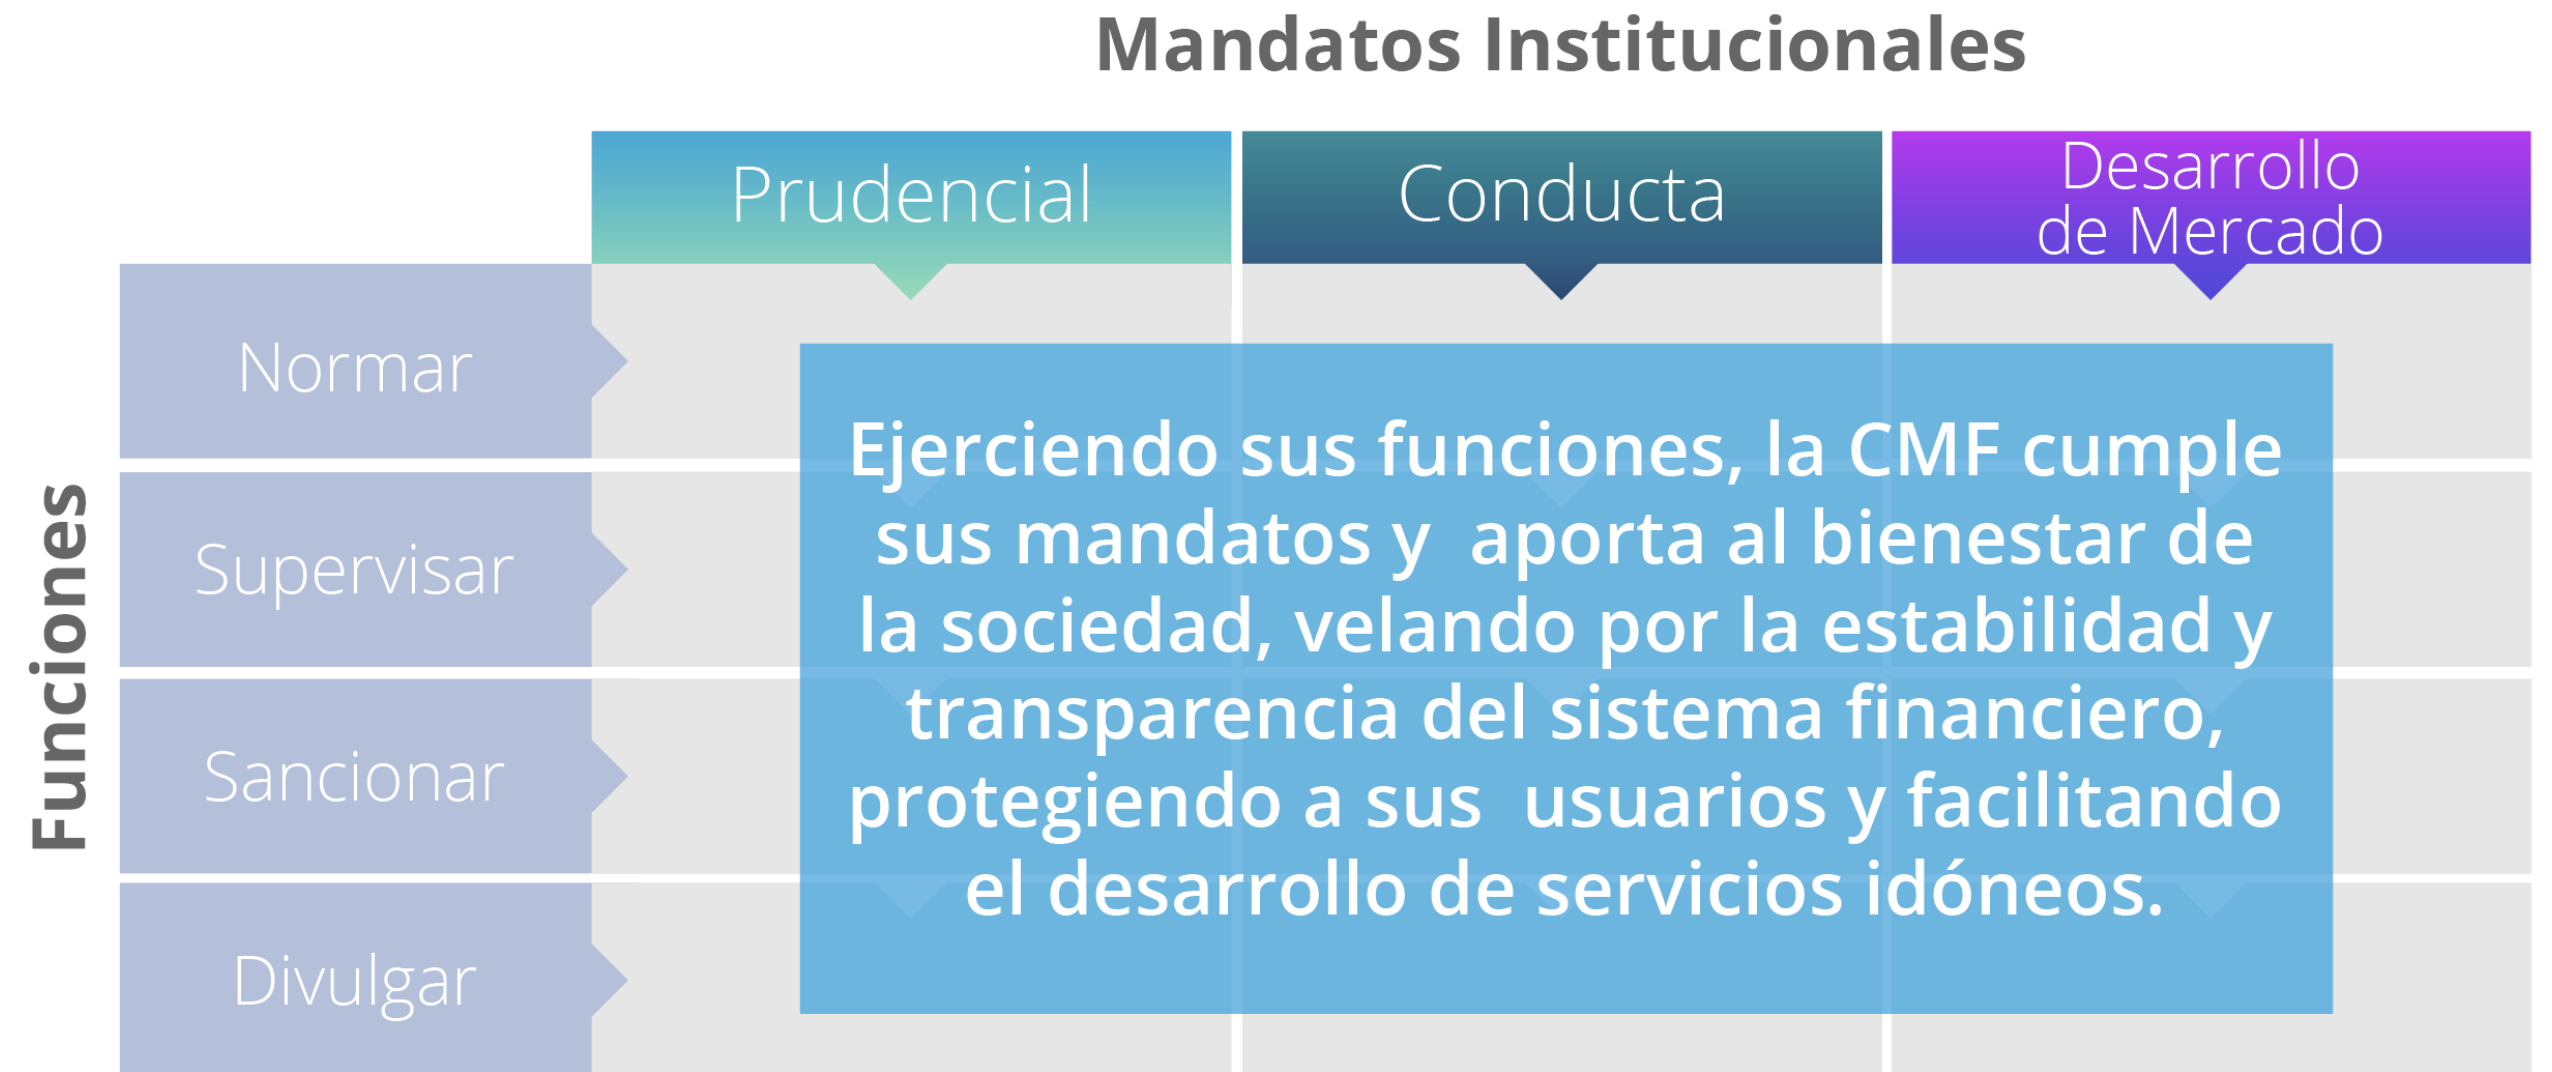 Mandatos Institucionales
Prudencial
Conducta
Desarrollo
de Mercado
Funciones
Normar
Supervisar
Sancionar
Divulgar
Ejerciendo sus funciones, la CMF cumple
sus mandatos y  aporta al bienestar de
la sociedad, velando por la estabilidad y
transparencia del sistema financiero,
protegiendo a sus  usuarios y facilitando
el desarrollo de servicios idóneos.